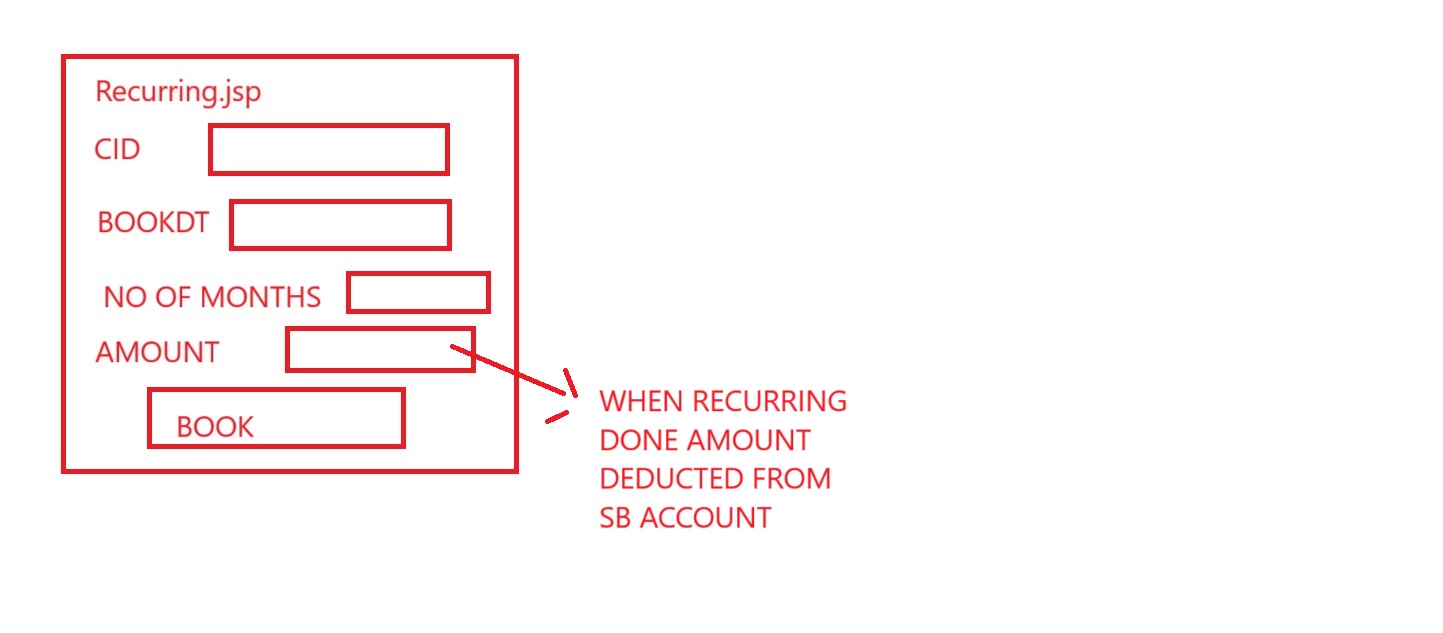 Recurring.jsp
CID
BOOKDT
NO OF MONTHS
AMOUNT
BOOK
WHEN RECURRING
DONE AMOUNT
DEDUCTED FROM
SB ACCOUNT